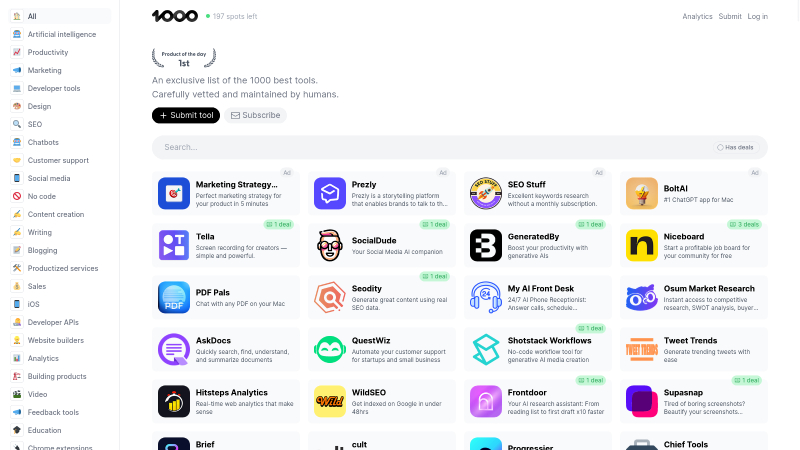 All
Artificial intelligence
Productivity
Marketing
Developer tools
Design
SEO
Chatbots
Customer support
Social media
No code
Content creation
Writing
Blogging
Productized services
Sales
iOS
Developer APIs
Website builders
Analytics
Building products
Video
Feedback tools
Education
Chrome extensions
1000
197 spots left
Analytics
Submit
Log in
Product of the day
1st
An exclusive list of the 1000 best tools.
Carefully vetted and maintained by humans.
Submit tool
Subscribe
Search...
Has deals
Ad
Marketing Strategy...
Perfect marketing strategy for
your product in 5 minutes
Ad
Prezly
Prezly is a storytelling platform
that enables brands to talk to th...
Ad
SEO STUFF
SEO Stuff
Excellent keywords research
without a monthly subscription.
Ad
BoltAI
#1 ChatGPT app for Mac
1 deal
Tella
Screen recording for creators —
simple and powerful.
1 deal
SocialDude
Your Social Media AI companion
1 deal
GeneratedBy
Boost your productivity with
generative AIs
3 deals
n
Niceboard
Start a profitable job board for
your community for free
PDF
PDF Pals
Chat with any PDF on your Mac
1 deal
Seodity
Generate great content using real
SEO data.
24
My AI Front Desk
24/7 AI Phone Receptionist:
Answer calls, schedule...
Osum Market Research
Instant access to competitive
research, SWOT analysis, buyer...
AskDocs
Quickly search, find, understand,
and summarize documents
QuestWiz
Automate your customer support
for startups and small business
1 deal
Shotstack Workflows
No-code workflow tool for
generative AI media creation
TWEET TRENDS
Tweet Trends
Generate trending tweets with
ease
Hitsteps Analytics
Real-time web analytics that make
sense
Wild
WildSEO
Get indexed on Google in under
48hrs
1 deal
Frontdoor
Your AI research assistant: From
reading list to first draft x10 faster
1 deal
Supasnap
Tired of boring screenshots?
Beautify your screenshots...
Brief
cult
Progressier
Chief Tools